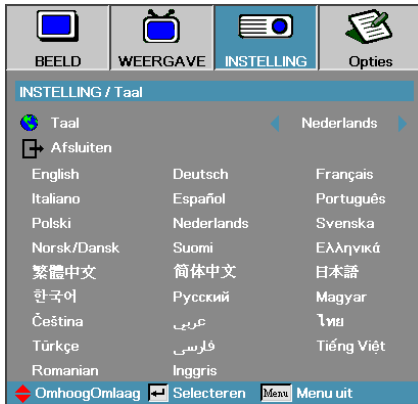 BEELD WEERGAVE INSTELLING Opties
INSTELLING / Taal
Taal Nederlands
Afsluiten
English Deutsch Français
Italiano Español Português
Polski Nederlands Svenska
Norsk/Dansk Suomi Ελληνικά
繁體中文 简体中文 日本語
한국어 Русский Magyar
Čeština عربي ไทย
Türkçe فارسی Tiếng Việt
Romanian Inggris
OmhoogOmlaag Selecteren Menu Menu uit